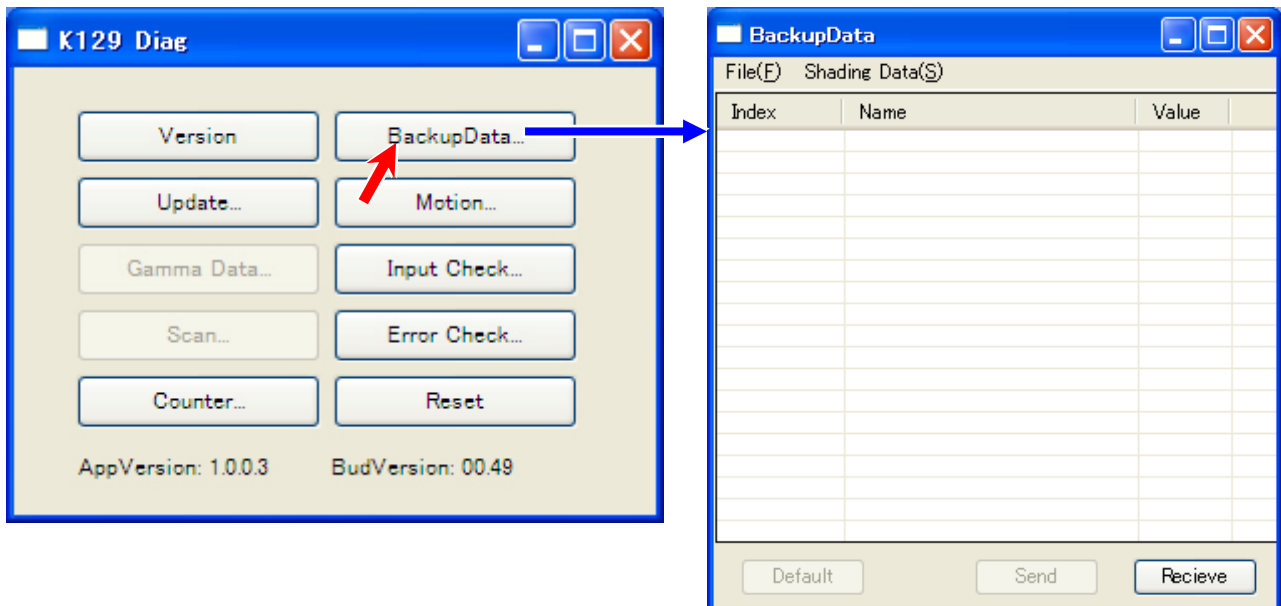 K129 Diag
Version
BackupData...
Update...
Motion...
Gamma Data...
Input Check...
Scan...
Error Check...
Counter...
Reset
AppVersion: 1.0.0.3
BudVersion: 00.49
BackupData
File(F) Shading Data(S)
Index Name Value
Default Send Recieve